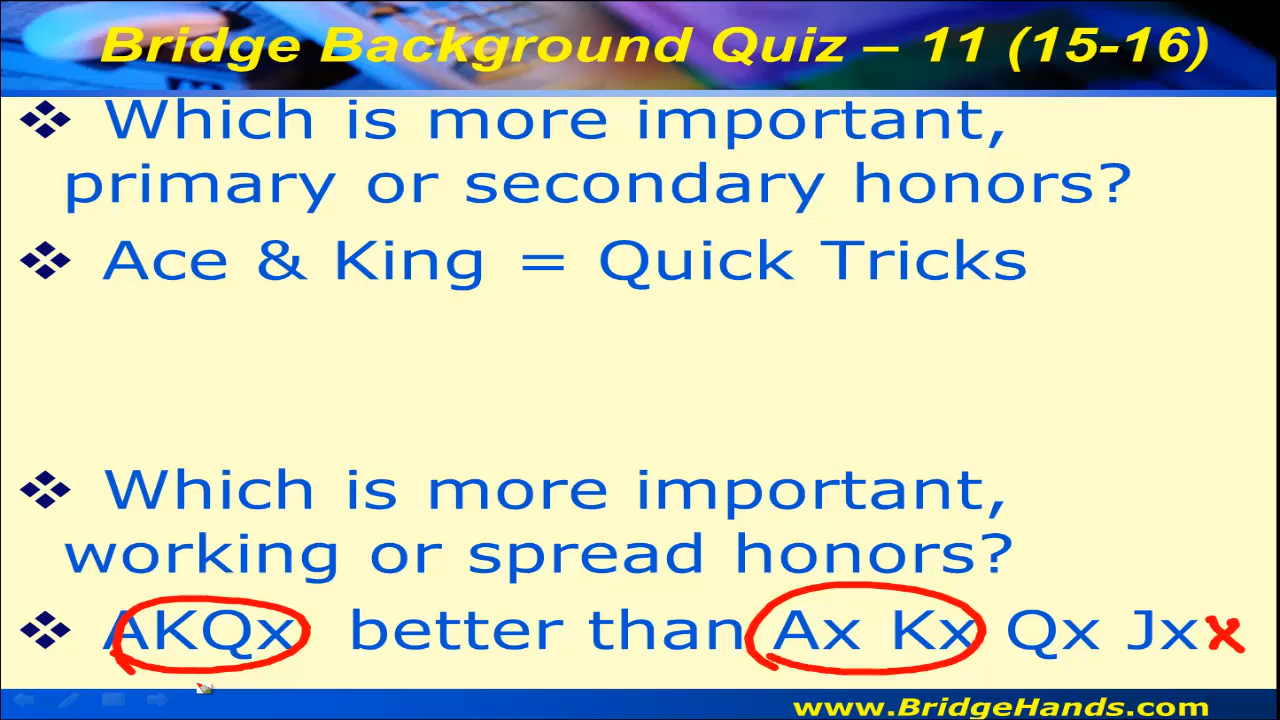 Bridge Background Quiz – 11 (15-16)
Which is more important,
primary or secondary honors?
Ace & King = Quick Tricks
Which is more important,
working or spread honors?
AKQx better than Ax Kx Qx Jxx
www.BridgeHands.com